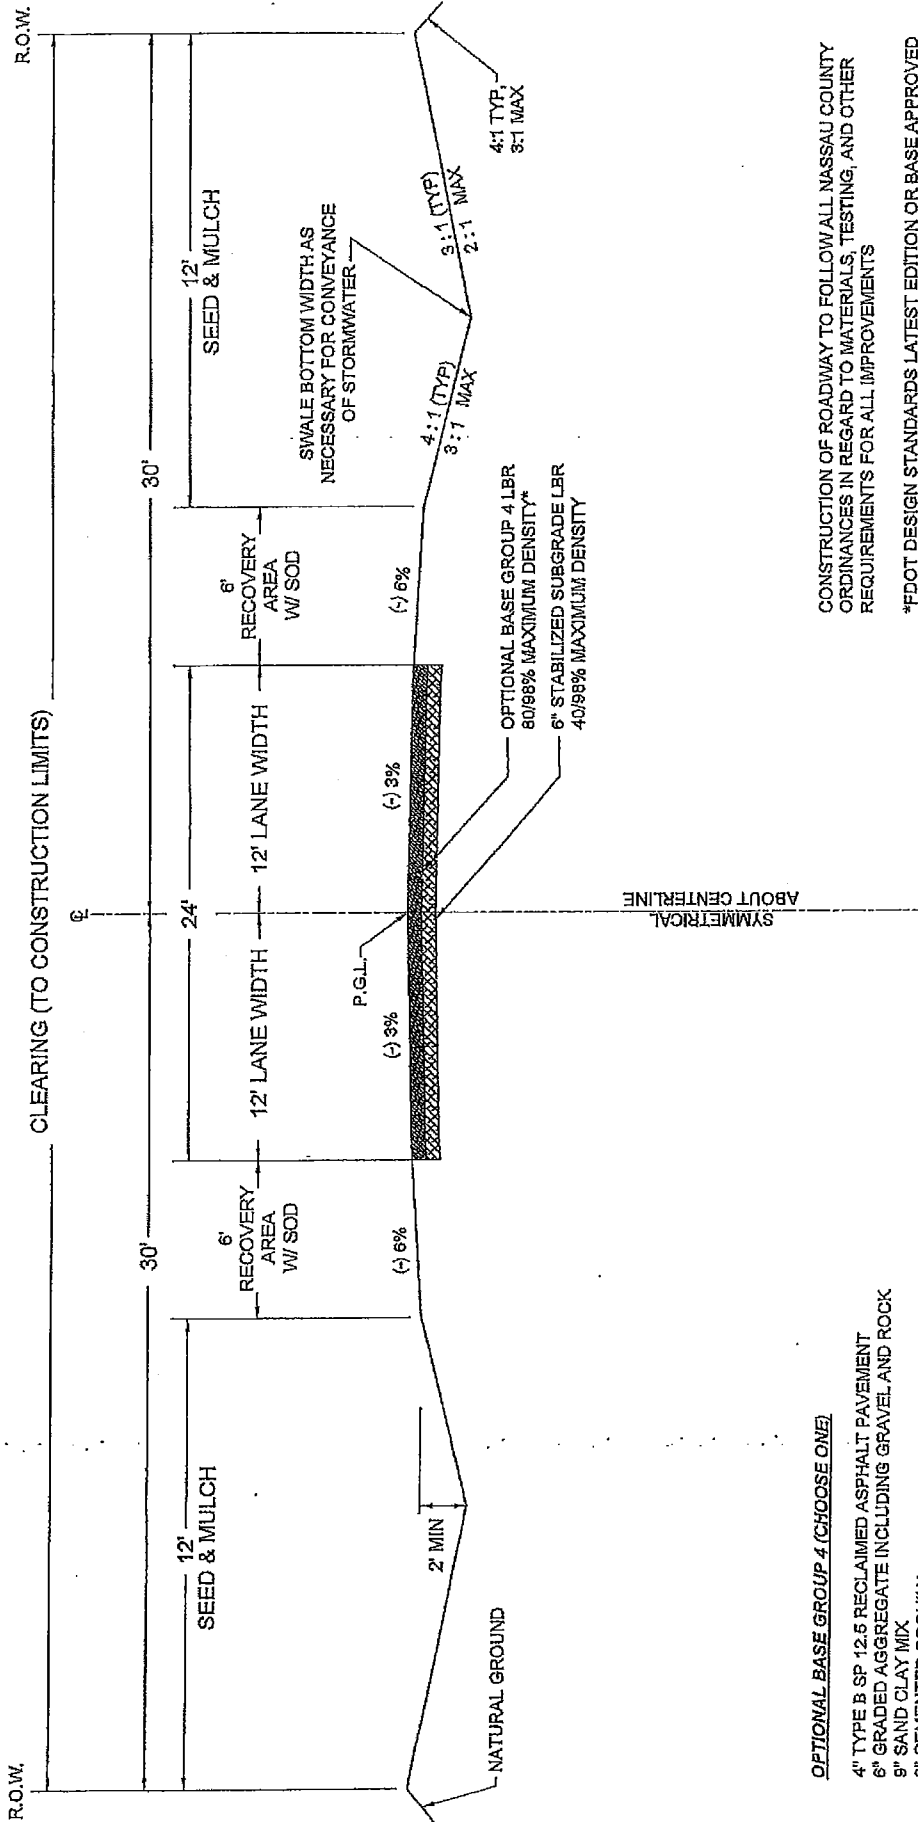 CLEARING (TO CONSTRUCTION LIMITS)
R.O.W.
R.O.W.
30'
30'
℄
12'
SEED & MULCH
24'
12'
SEED & MULCH
6'
RECOVERY
AREA
W/ SOD
12' LANE WIDTH
12' LANE WIDTH
6'
RECOVERY
AREA
W/ SOD
SWALE BOTTOM WIDTH AS
NECESSARY FOR CONVEYANCE
OF STORMWATER
P.G.L.
(-) 6%
(-) 3%
(-) 3%
(-) 6%
4:1 (TYP)
3:1 MAX
3:1 (TYP)
2:1 MAX
4:1 TYP,
3:1 MAX
2' MIN
NATURAL GROUND
OPTIONAL BASE GROUP 4 LBR
80/98% MAXIMUM DENSITY*
6" STABILIZED SUBGRADE LBR
40/98% MAXIMUM DENSITY
SYMMETRICAL
ABOUT CENTERLINE
OPTIONAL BASE GROUP 4 (CHOOSE ONE)
4" TYPE B SP 12.5 RECLAIMED ASPHALT PAVEMENT
6" GRADED AGGREGATE INCLUDING GRAVEL AND ROCK
9" SAND CLAY MIX
CONSTRUCTION OF ROADWAY TO FOLLOW ALL NASSAU COUNTY
ORDINANCES IN REGARD TO MATERIALS, TESTING, AND OTHER
REQUIREMENTS FOR ALL IMPROVEMENTS
*FDOT DESIGN STANDARDS LATEST EDITION OR BASE APPROVED